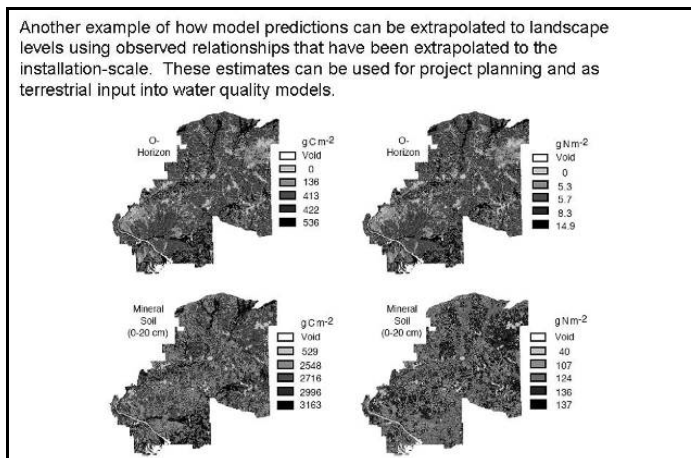 Another example of how model predictions can be extrapolated to landscape
levels using observed relationships that have been extrapolated to the
installation-scale.  These estimates can be used for project planning and as
terrestrial input into water quality models.
O-
Horizon
gCm-2
Void
0
136
413
422
536
O-
Horizon
gNm-2
Void
0
5.3
5.7
8.3
14.9
Mineral
Soil
(0-20 cm)
gCm-2
Void
529
2548
2716
2996
3163
Mineral
Soil
(0-20 cm)
gNm-2
Void
40
107
124
136
137